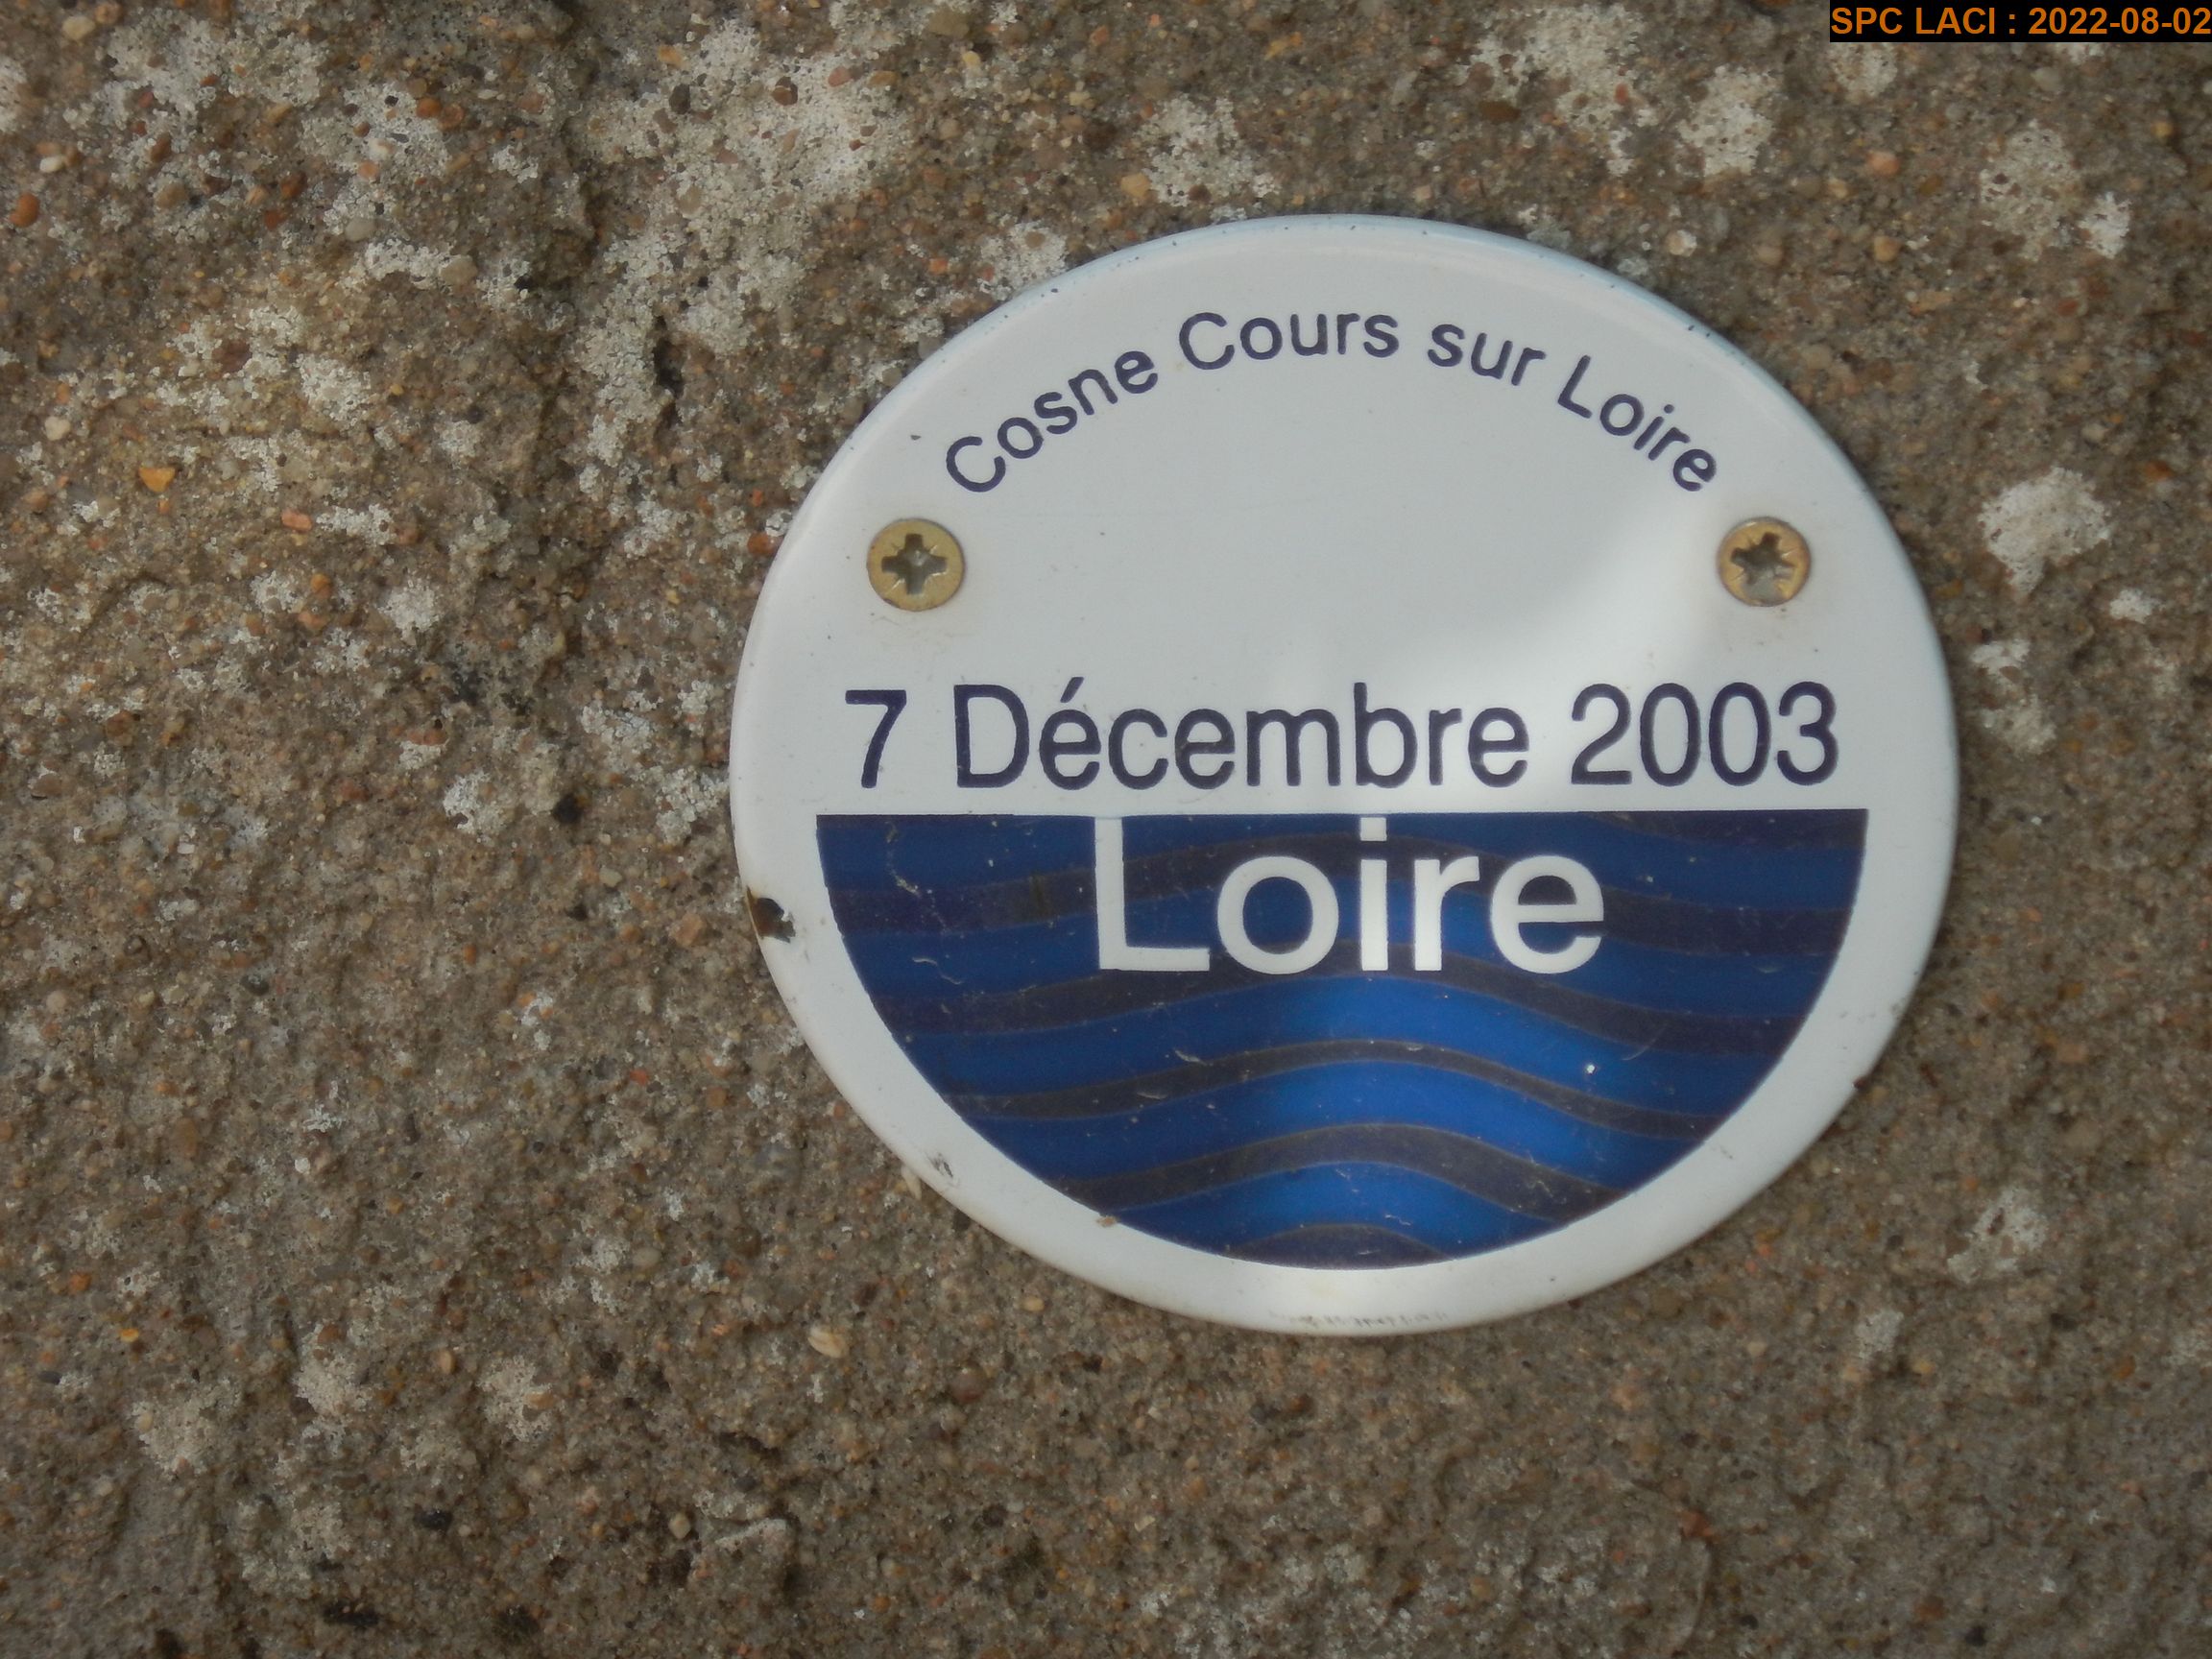 SPC LACI : 2022-08-02
Cosne Cours sur Loire
7 Décembre 2003
Loire